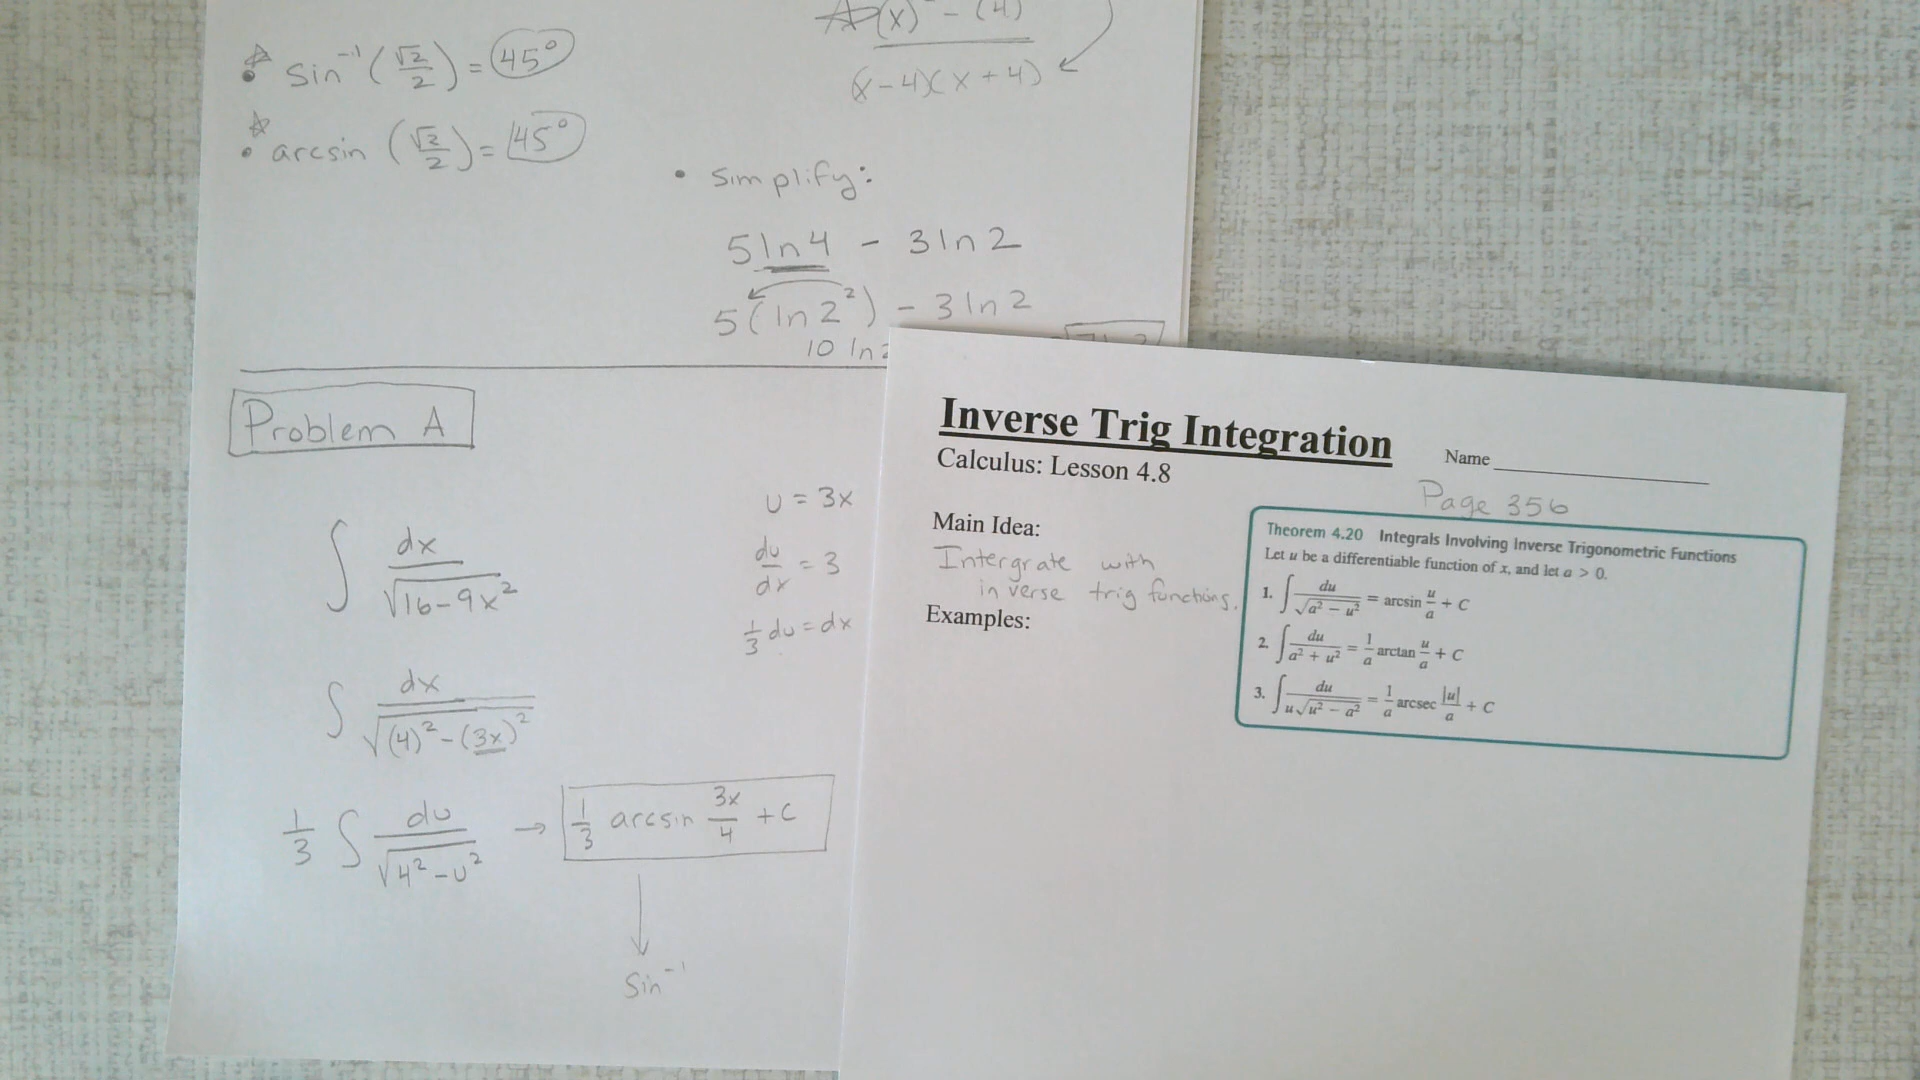 (x) - (4)
(x-4)(x+4)
• sin⁻¹(√2/2) = 45°
• arcsin (√2/2) = 45°
• Simplify:
5 ln 4 - 3 ln 2
5(ln 2²) - 3 ln 2
10 ln
Problem A
∫ dx/√(16-9x²)
u = 3x
du/dx = 3
1/3 du = dx
∫ dx/√((4)²-(3x)²)
1/3 ∫ du/√(4²-u²) → 1/3 arcsin 3x/4 + C
sin⁻¹
Inverse Trig Integration
Calculus: Lesson 4.8
Name
Page 356
Main Idea:
Intergrate with
inverse trig functions.
Examples:
Theorem 4.20 Integrals Involving Inverse Trigonometric Functions
Let u be a differentiable function of x, and let a > 0.
1. ∫ du/√(a² - u²) = arcsin u/a + C
2. ∫ du/(a² + u²) = 1/a arctan u/a + C
3. ∫ du/(u√(u² - a²)) = 1/a arcsec |u|/a + C